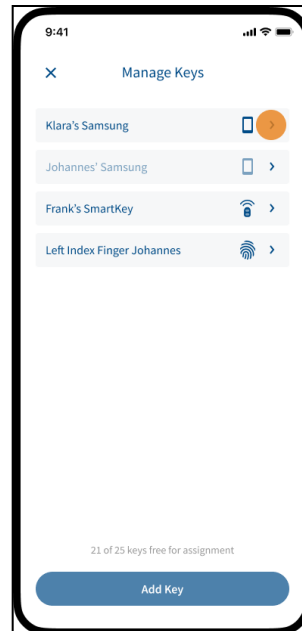 9:41
Manage Keys
Klara's Samsung
Johannes' Samsung
Frank's SmartKey
Left Index Finger Johannes
21 of 25 keys free for assignment
Add Key